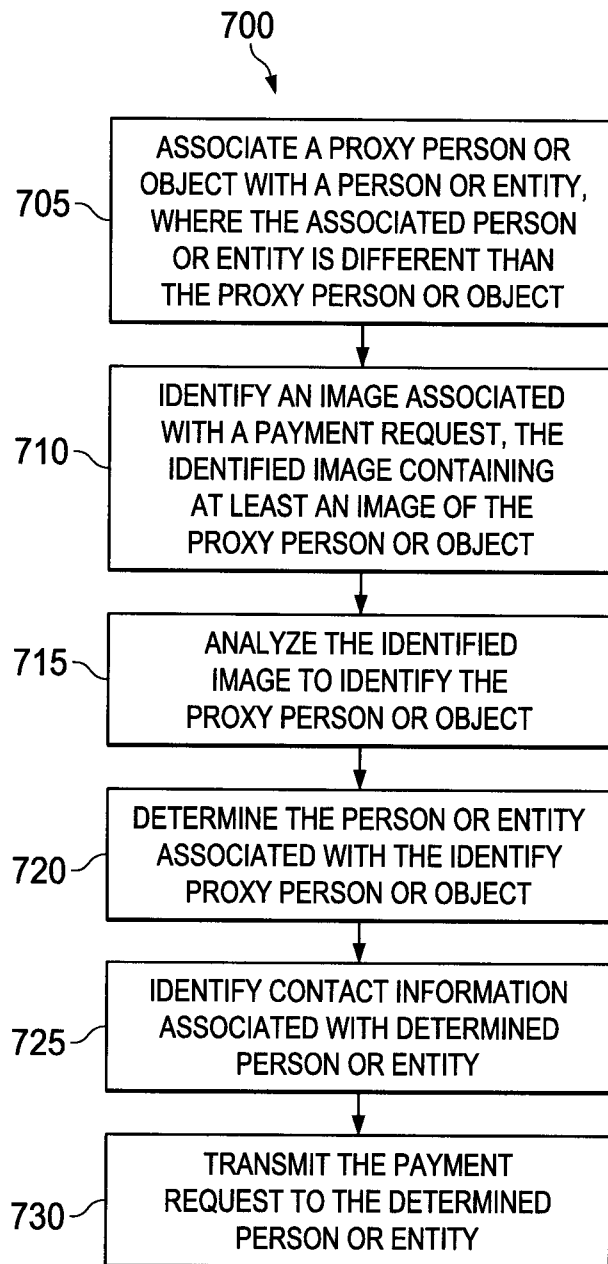 700
705
ASSOCIATE A PROXY PERSON OR
OBJECT WITH A PERSON OR ENTITY,
WHERE THE ASSOCIATED PERSON
OR ENTITY IS DIFFERENT THAN
THE PROXY PERSON OR OBJECT
710
IDENTIFY AN IMAGE ASSOCIATED
WITH A PAYMENT REQUEST, THE
IDENTIFIED IMAGE CONTAINING
AT LEAST AN IMAGE OF THE
PROXY PERSON OR OBJECT
715
ANALYZE THE IDENTIFIED
IMAGE TO IDENTIFY THE
PROXY PERSON OR OBJECT
720
DETERMINE THE PERSON OR ENTITY
ASSOCIATED WITH THE IDENTIFY
PROXY PERSON OR OBJECT
725
IDENTIFY CONTACT INFORMATION
ASSOCIATED WITH DETERMINED
PERSON OR ENTITY
730
TRANSMIT THE PAYMENT
REQUEST TO THE DETERMINED
PERSON OR ENTITY